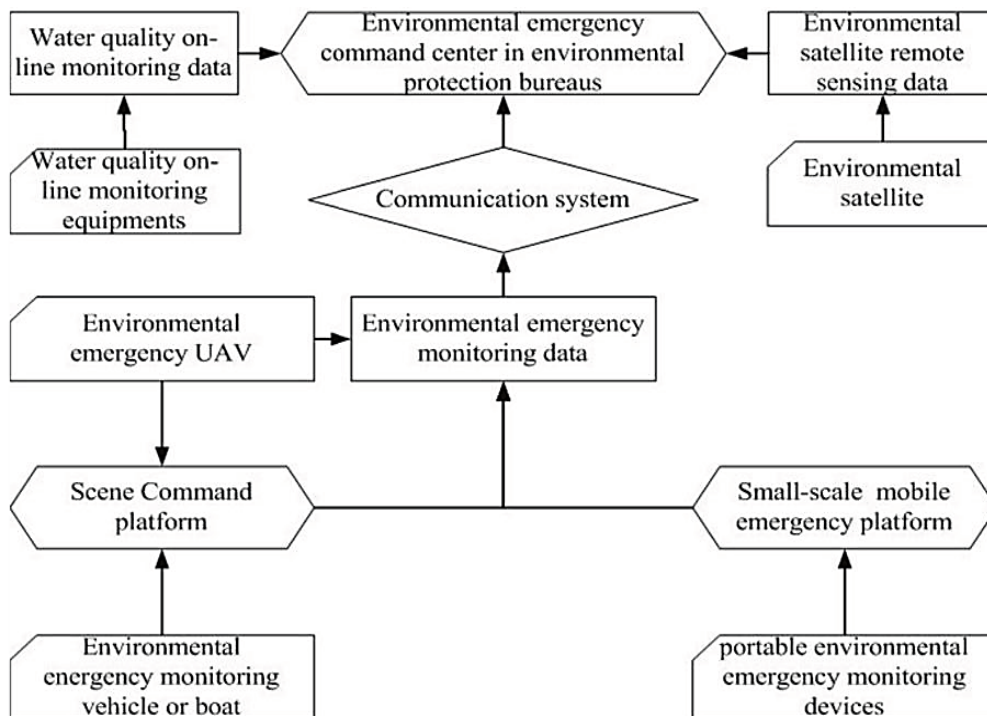 Water quality on-
line monitoring data
Environmental emergency
command center in environmental
protection bureaus
Environmental
satellite remote
sensing data
Water quality on-
line monitoring
equipments
Communication system
Environmental
satellite
Environmental
emergency UAV
Environmental emergency
monitoring data
Scene Command
platform
Small-scale mobile
emergency platform
Environmental
energency monitoring
vehicle or boat
portable environmental
emergency monitoring
devices